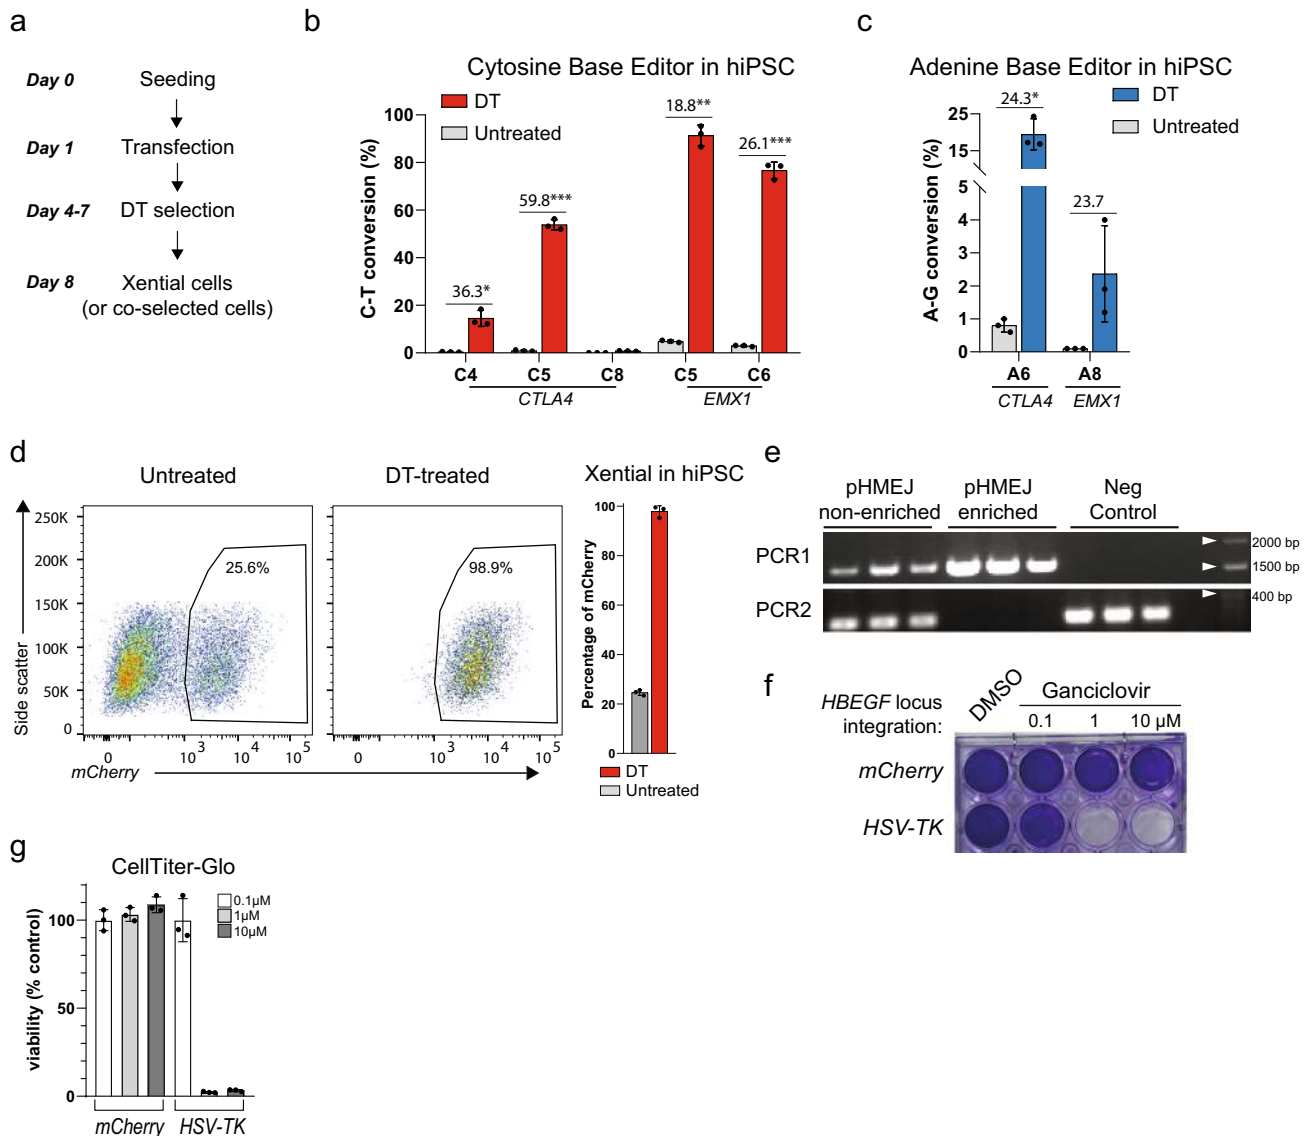 a
Day 0 Seeding
Day 1 Transfection
Day 4-7 DT selection
Day 8 Xential cells
(or co-selected cells)
b
Cytosine Base Editor in hiPSC
DT
Untreated
C-T conversion (%)
100
80
60
40
20
0
36.3*
59.8***
18.8**
26.1***
C4 C5 C8 C5 C6
CTLA4 EMX1
c
Adenine Base Editor in hiPSC
DT
Untreated
A-G conversion (%)
25
15
5
4
3
2
1
0
24.3*
23.7
A6 A8
CTLA4 EMX1
d
Untreated
DT-treated
Side scatter
250K
200K
150K
100K
50K
0
25.6%
98.9%
0 10^3 10^4 10^5
0 10^3 10^4 10^5
mCherry
Xential in hiPSC
Percentage of mCherry
100
80
60
40
20
0
DT
Untreated
e
pHMEJ non-enriched
pHMEJ enriched
Neg Control
PCR1
PCR2
2000 bp
1500 bp
400 bp
f
HBEGF locus integration:
DMSO
Ganciclovir
0.1 1 10 µM
mCherry
HSV-TK
g
CellTiter-Glo
viability (% control)
100
50
0
0.1µM
1µM
10µM
mCherry HSV-TK